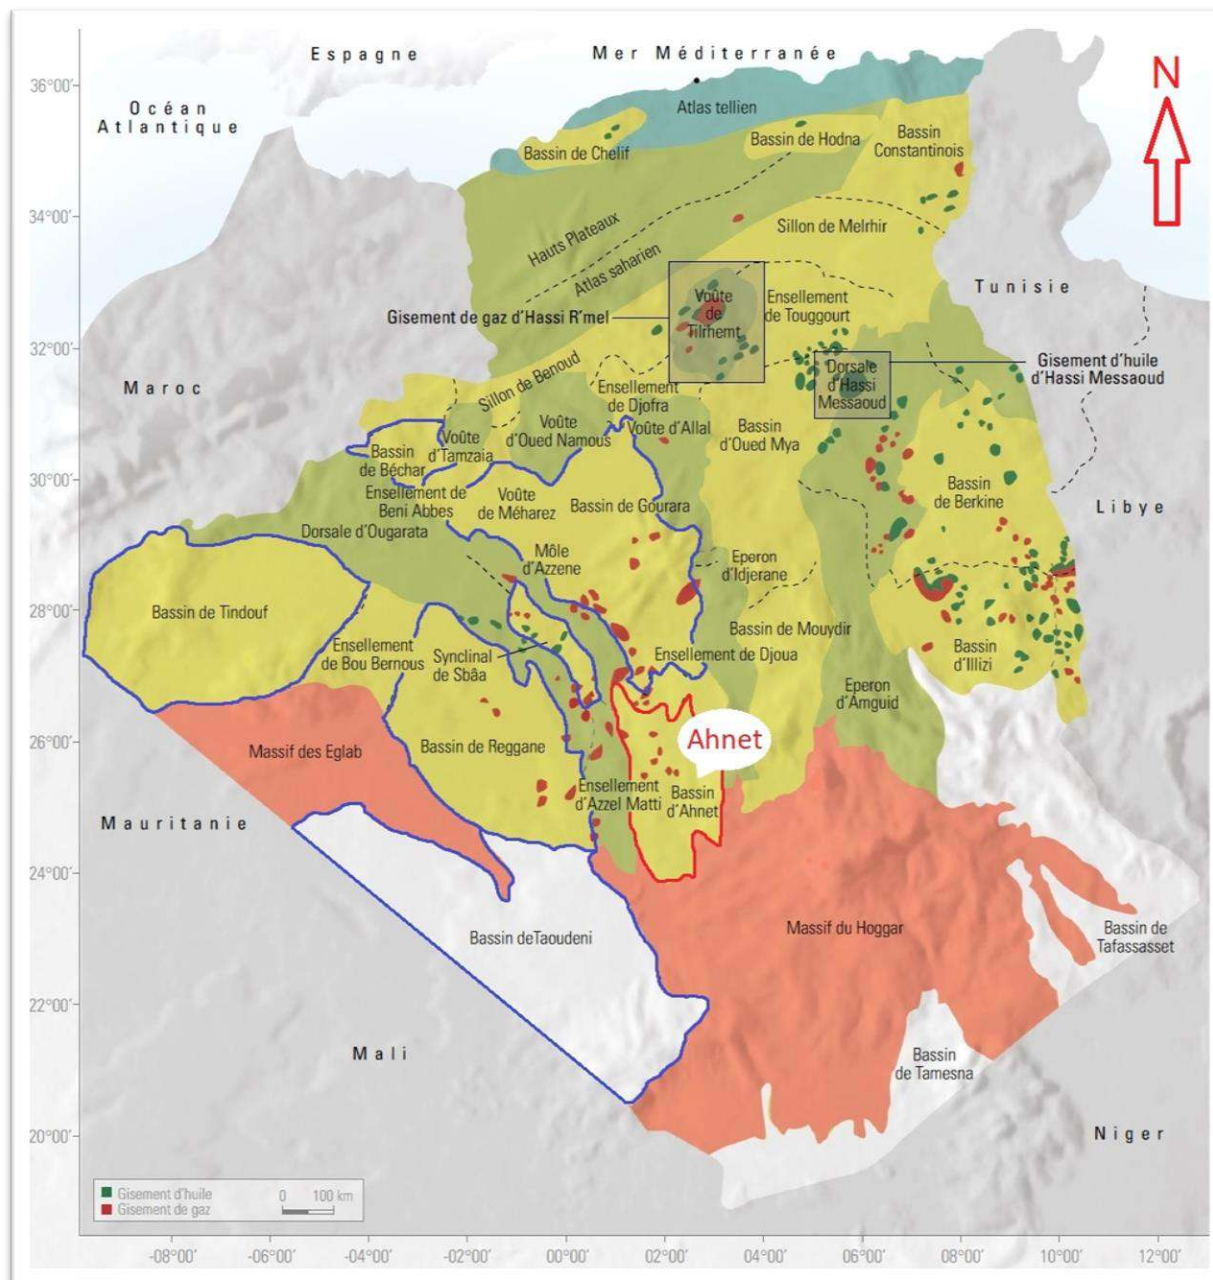 Espagne
Mer Méditerranée
N
36°00'
Océan
Atlantique
Atlas tellien
Bassin de Chelif
Bassin de Hodna
Bassin
Constantinois
34°00'
Hauts Plateaux
Atlas saharien
Sillon de Melrhir
Tunisie
Gisement de gaz d'Hassi R'mel
Voûte
de
Tilrhemt
Ensellement
de Touggourt
32°00'
Maroc
Sillon de Benoud
Ensellement
de Djofra
Dorsale
d'Hassi
Messaoud
Gisement d'huile
d'Hassi Messaoud
Bassin
de Béchar
Voûte
d'Tamzaia
Voûte
d'Oued Namous
Voûte d'Allal
Bassin
d'Oued Mya
30°00'
Ensellement de
Beni Abbes
Voûte
de Méharez
Bassin de Gourara
Bassin
de Berkine
Libye
Dorsale d'Ougarata
Môle
d'Azzene
Eperon
d'Idjerane
28°00'
Bassin de Tindouf
Ensellement
de Bou Bernous
Synclinal
de Sbâa
Bassin de Mouydir
Ensellement de Djoua
Bassin
d'Illizi
Eperon
d'Amguid
26°00'
Massif des Eglab
Bassin de Reggane
Ahnet
Ensellement
d'Azzel Matti
Bassin
d'Ahnet
Mauritanie
24°00'
Bassin deTaoudeni
Massif du Hoggar
Bassin de
Tafassasset
22°00'
Mali
Bassin
de Tamesna
20°00'
Niger
Gisement d'huile
Gisement de gaz
0 100 km
-08°00' -06°00' -04°00' -02°00' 00°00' 02°00' 04°00' 06°00' 08°00' 10°00' 12°00'